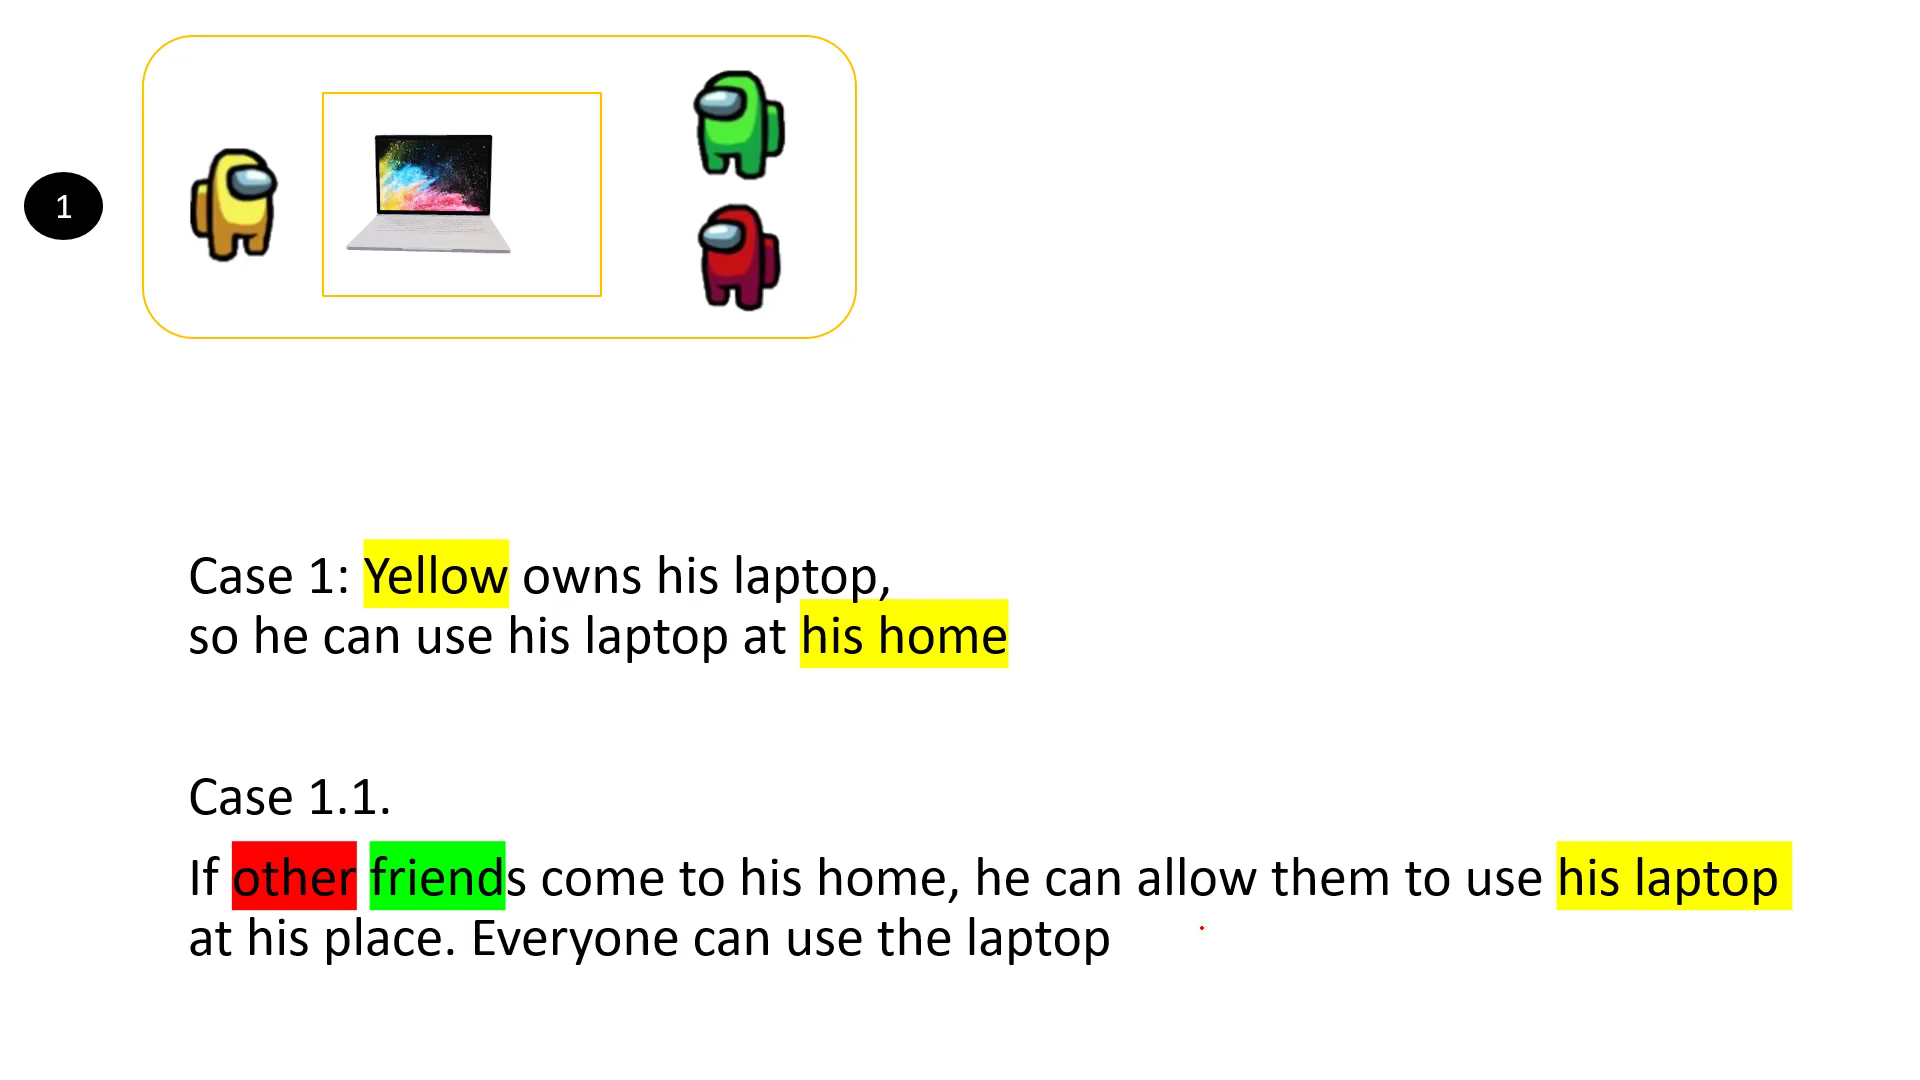 1
Case 1: Yellow owns his laptop,
so he can use his laptop at his home
Case 1.1.
If other friends come to his home, he can allow them to use his laptop
at his place. Everyone can use the laptop